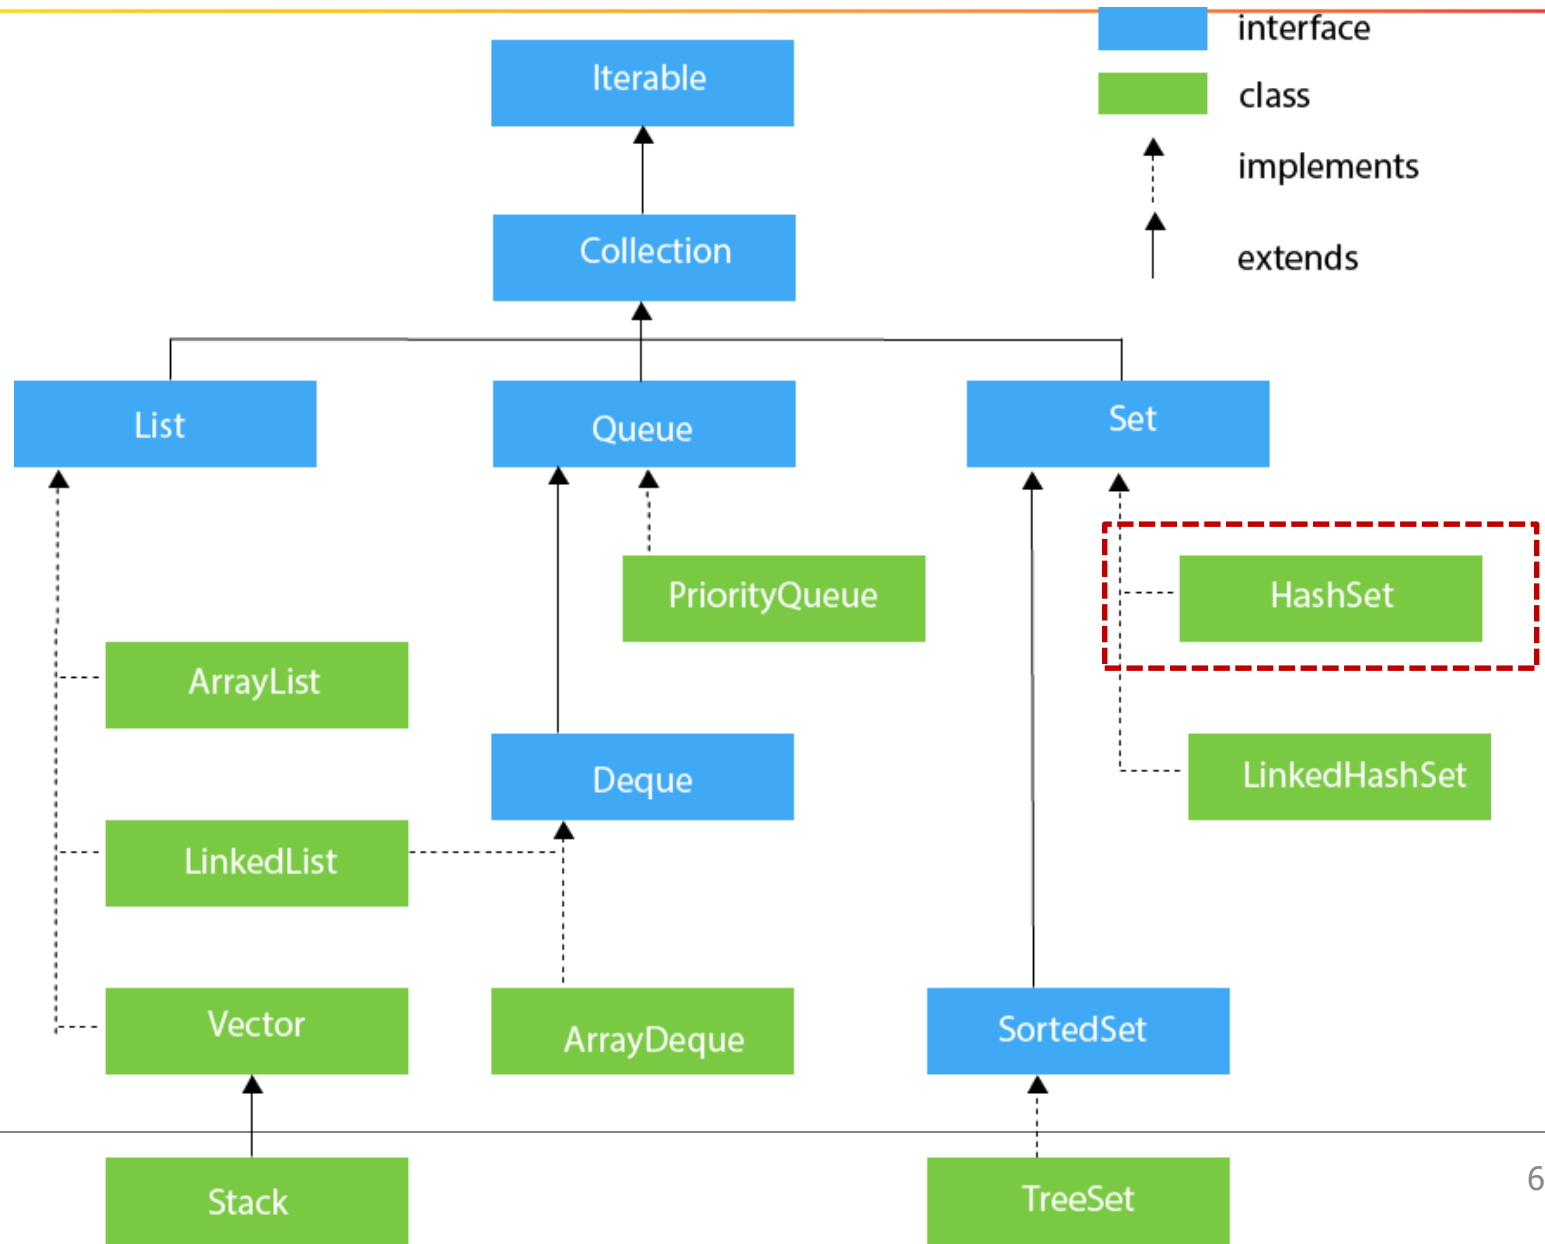 interface
Iterable
class
implements
Collection
extends
List
Queue
Set
PriorityQueue
HashSet
ArrayList
Deque
LinkedHashSet
LinkedList
Vector
ArrayDeque
SortedSet
Stack
TreeSet
6